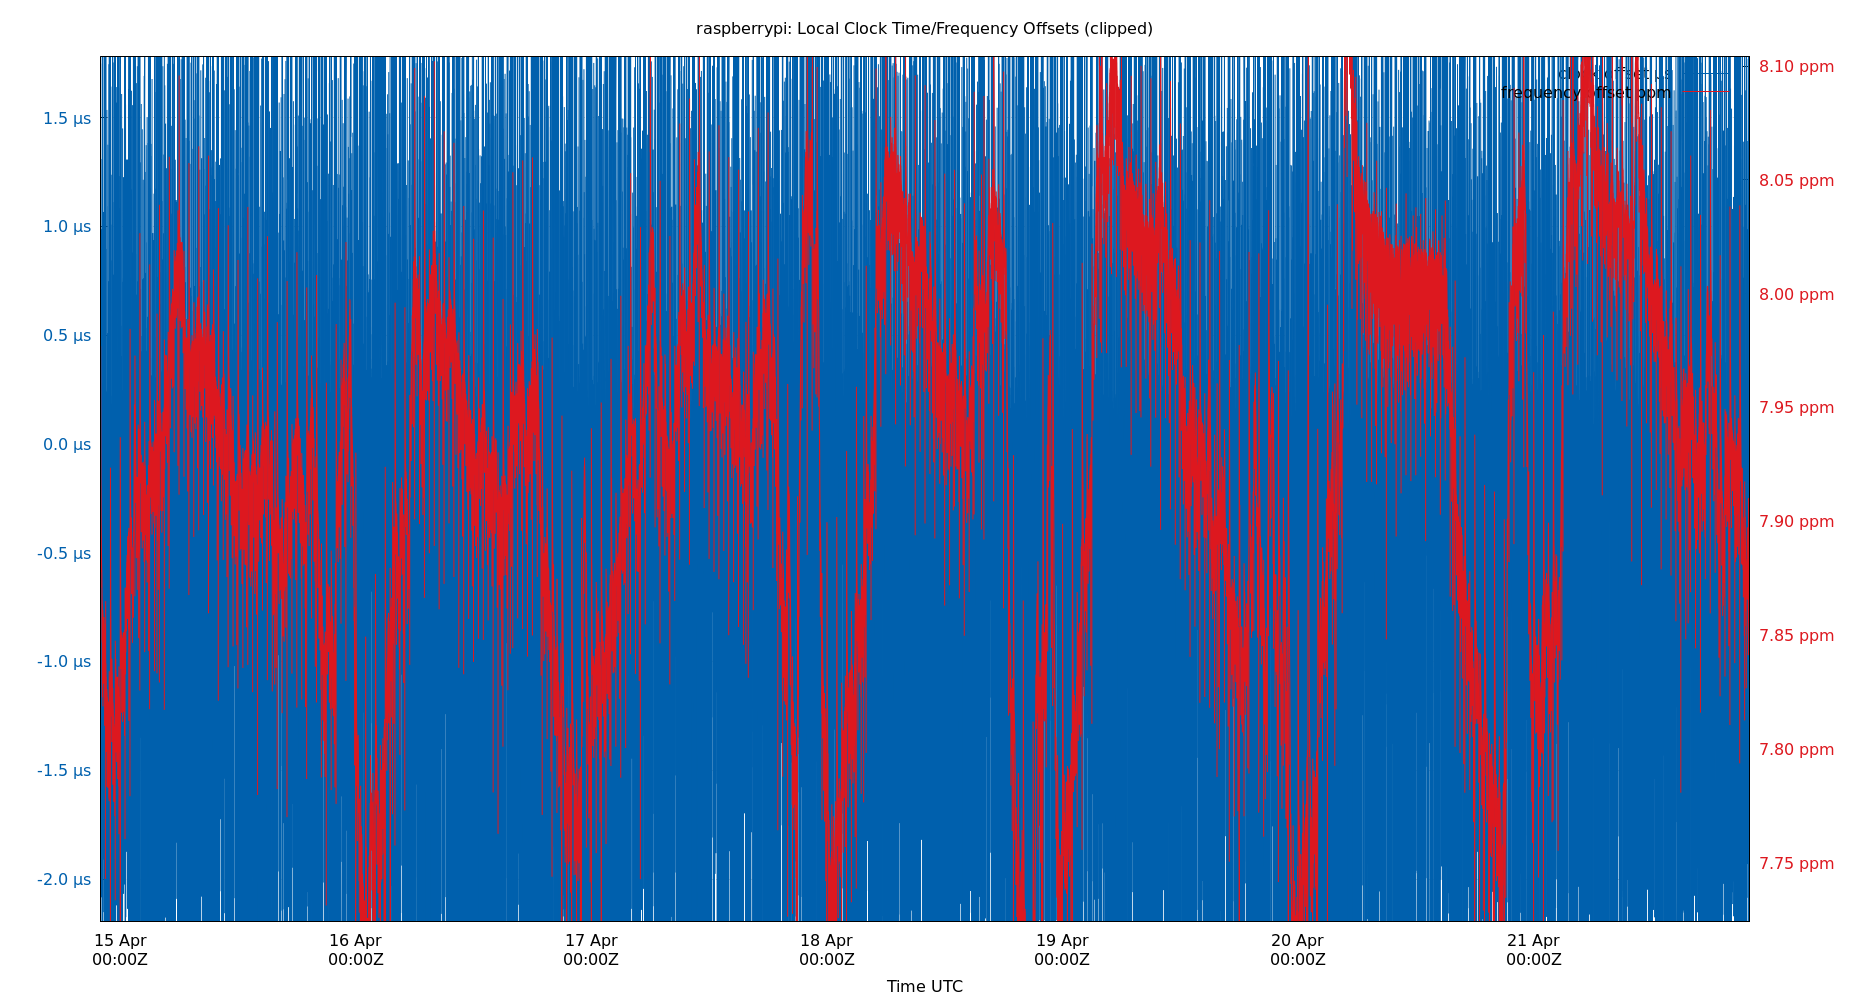 raspberrypi: Local Clock Time/Frequency Offsets (clipped)
8.10 ppm
frequency offset ppm
1.5 µs
8.05 ppm
1.0 µs
8.00 ppm
0.5 µs
7.95 ppm
0.0 µs
7.90 ppm
-0.5 µs
7.85 ppm
-1.0 µs
7.80 ppm
-1.5 µs
7.75 ppm
-2.0 µs
15 Apr 16 Apr 17 Apr 18 Apr 19 Apr 20 Apr 21 Apr
00:00Z 00:00Z 00:00Z 00:00Z 00:00Z 00:00Z 00:00Z
Time UTC